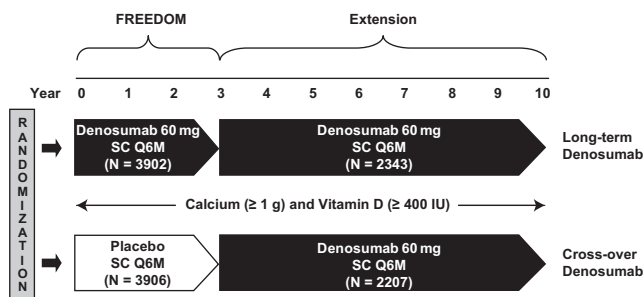 FREEDOM Extension
Year 0 1 2 3 4 5 6 7 8 9 10
RANDOMIZATION
Denosumab 60 mg
SC Q6M
(N = 3902)
Denosumab 60 mg
SC Q6M
(N = 2343)
Long-term
Denosumab
Calcium (≥ 1 g) and Vitamin D (≥ 400 IU)
Placebo
SC Q6M
(N = 3906)
Denosumab 60 mg
SC Q6M
(N = 2207)
Cross-over
Denosumab